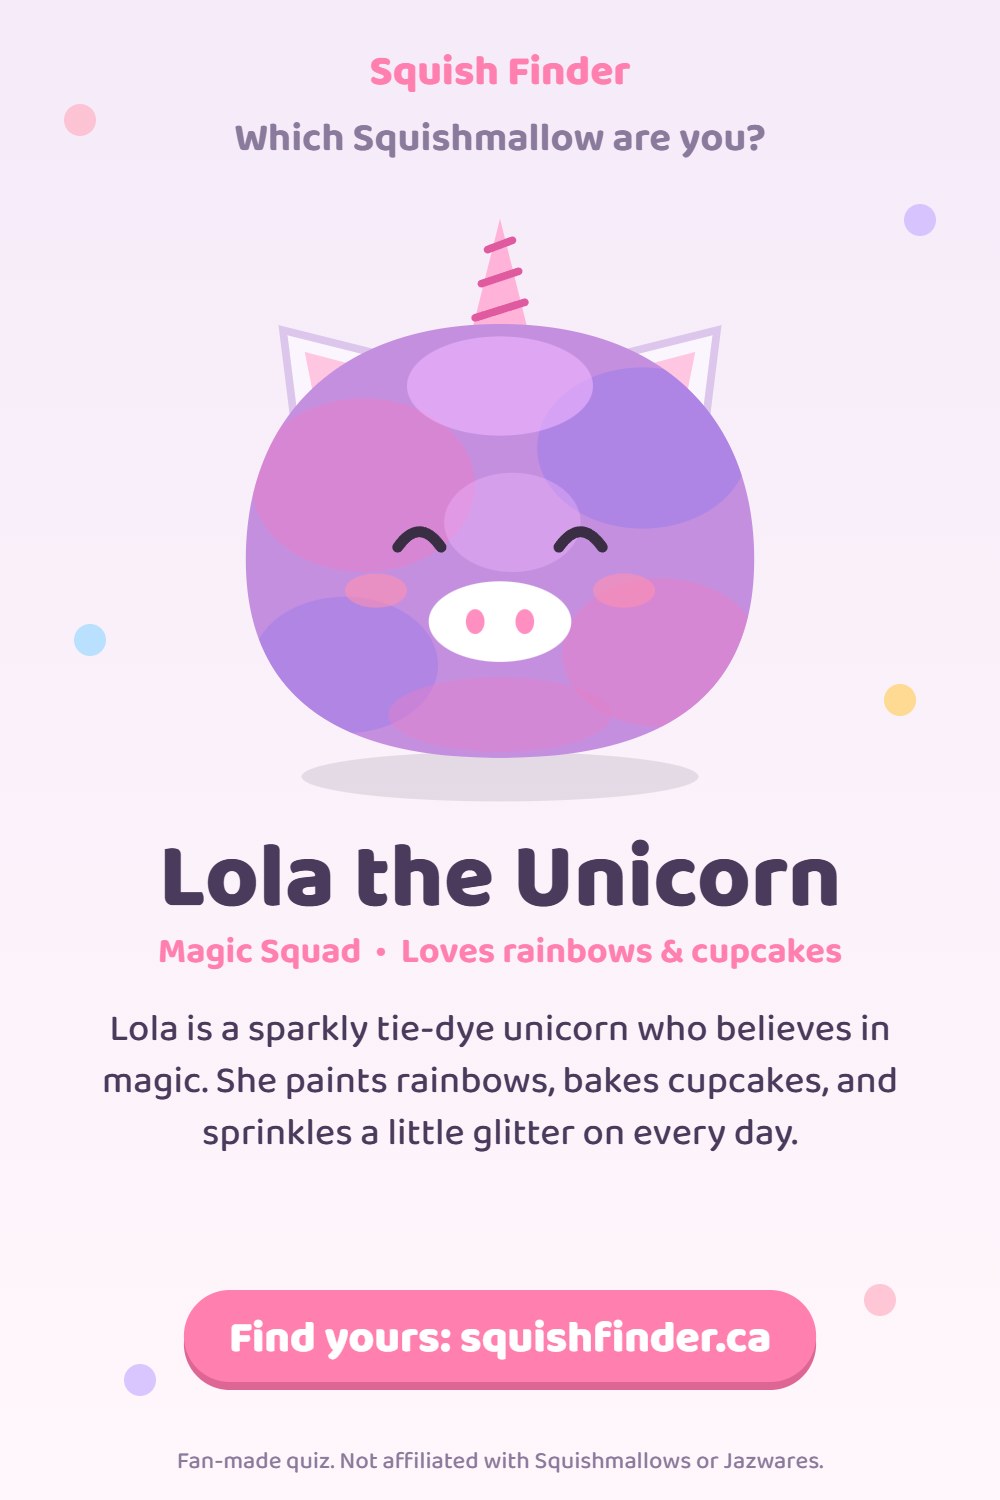 Squish Finder
Which Squishmallow are you?
Lola the Unicorn
Magic Squad • Loves rainbows & cupcakes
Lola is a sparkly tie-dye unicorn who believes in
magic. She paints rainbows, bakes cupcakes, and
sprinkles a little glitter on every day.
Find yours: squishfinder.ca
Fan-made quiz. Not affiliated with Squishmallows or Jazwares.